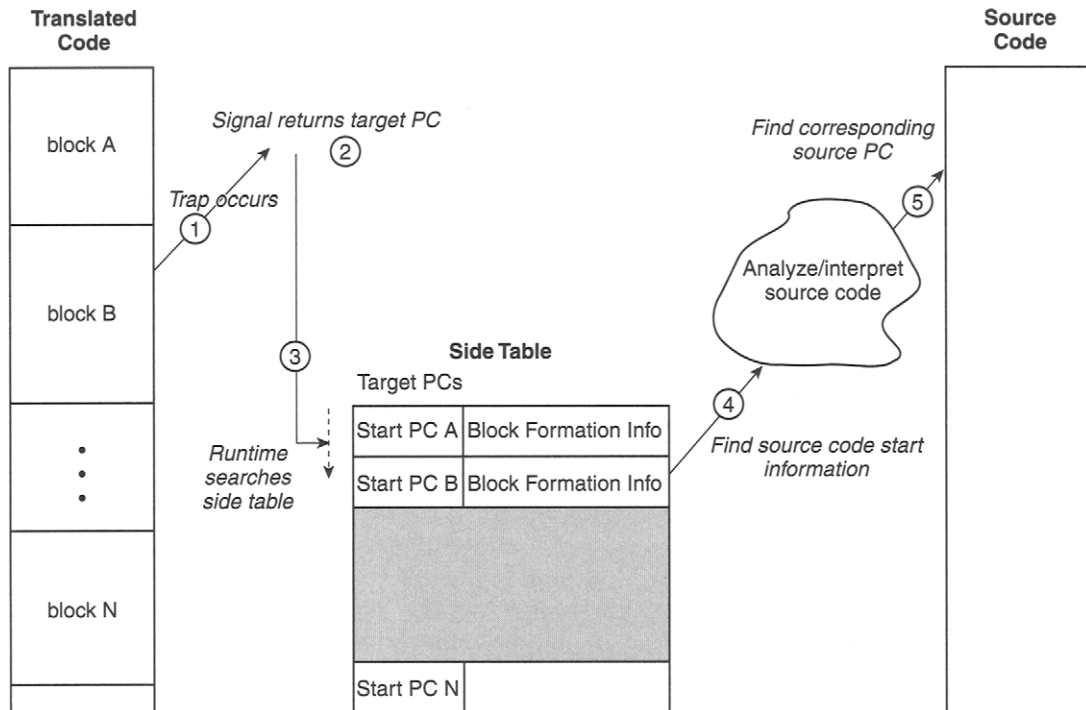 Translated
Code
Source
Code
block A
Signal returns target PC
2
Trap occurs
1
Find corresponding
source PC
5
block B
Analyze/interpret
source code
3
Side Table
Target PCs
4
Start PC A Block Formation Info
Runtime
searches
side table
Start PC B Block Formation Info
Find source code start
information
block N
Start PC N